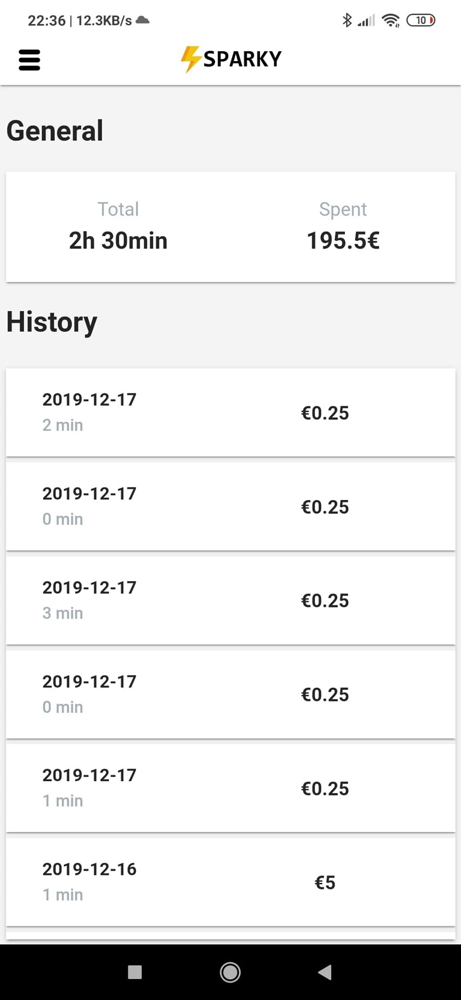 22:36 | 12.3KB/s
10
SPARKY
General
Total
Spent
2h 30min
195.5€
History
2019-12-17
2 min
€0.25
2019-12-17
0 min
€0.25
2019-12-17
3 min
€0.25
2019-12-17
0 min
€0.25
2019-12-17
1 min
€0.25
2019-12-16
1 min
€5